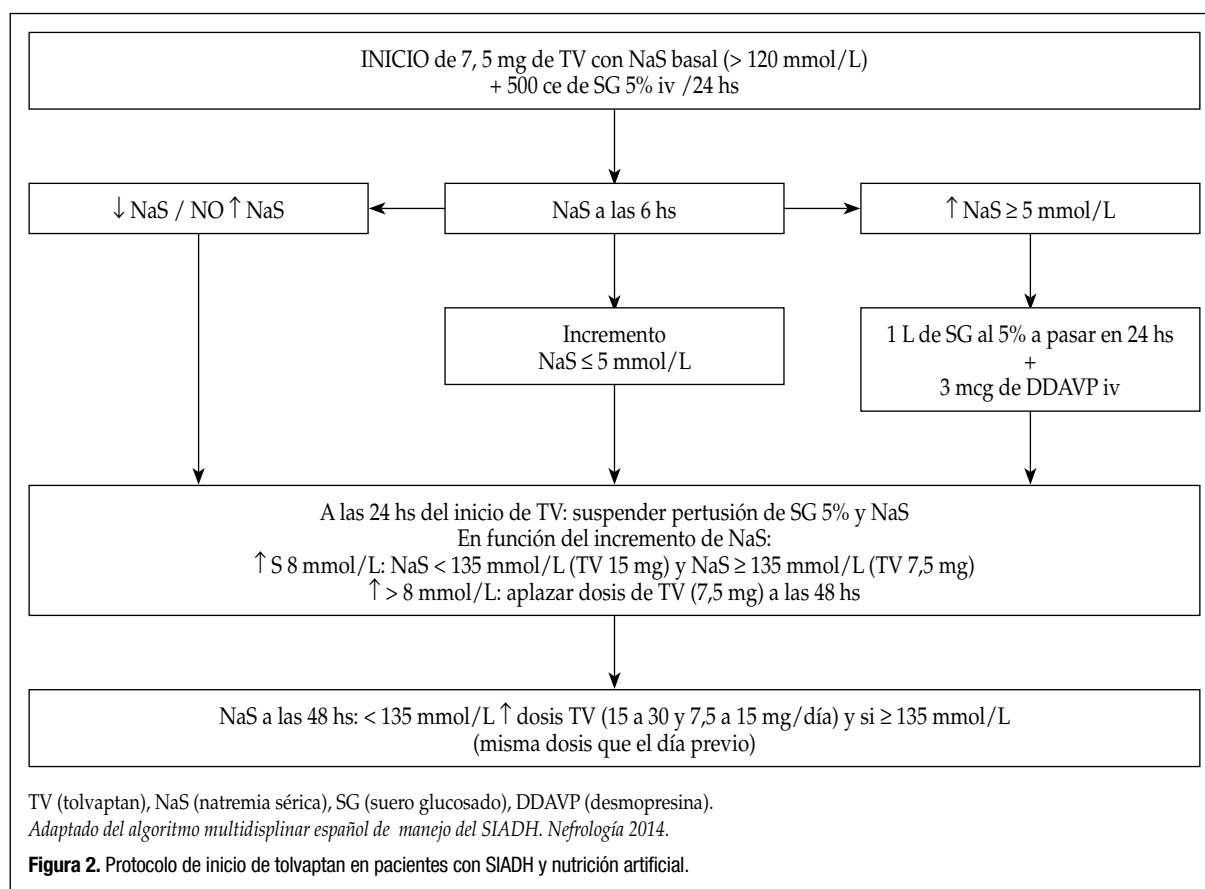 INICIO de 7, 5 mg de TV con NaS basal (> 120 mmol/L)
+ 500 ce de SG 5% iv /24 hs
↓ NaS / NO ↑ NaS
NaS a las 6 hs
↑ NaS ≥ 5 mmol/L
Incremento
NaS ≤ 5 mmol/L
1 L de SG al 5% a pasar en 24 hs
+
3 mcg de DDAVP iv
A las 24 hs del inicio de TV: suspender pertusión de SG 5% y NaS
En función del incremento de NaS:
↑ S 8 mmol/L: NaS < 135 mmol/L (TV 15 mg) y NaS ≥ 135 mmol/L (TV 7,5 mg)
↑ > 8 mmol/L: aplazar dosis de TV (7,5 mg) a las 48 hs
NaS a las 48 hs: < 135 mmol/L ↑ dosis TV (15 a 30 y 7,5 a 15 mg/día) y si ≥ 135 mmol/L
(misma dosis que el día previo)
TV (tolvaptan), NaS (natremia sérica), SG (suero glucosado), DDAVP (desmopresina).
Adaptado del algoritmo multidisplinar español de manejo del SIADH. Nefrología 2014.
Figura 2. Protocolo de inicio de tolvaptan en pacientes con SIADH y nutrición artificial.